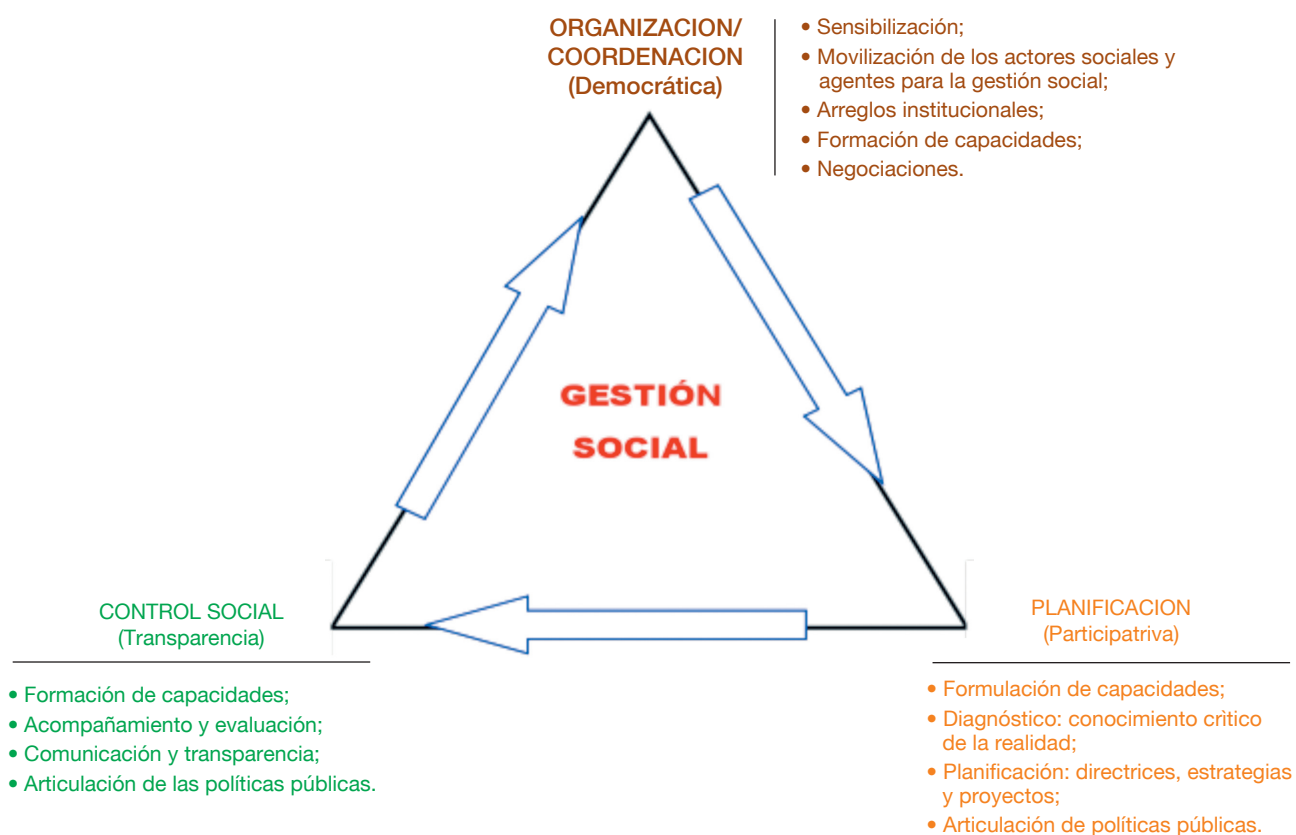 ORGANIZACION/
COORDENACION
(Democrática)
• Sensibilización;
• Movilización de los actores sociales y
agentes para la gestión social;
• Arreglos institucionales;
• Formación de capacidades;
• Negociaciones.
GESTIÓN
SOCIAL
CONTROL SOCIAL
(Transparencia)
• Formación de capacidades;
• Acompañamiento y evaluación;
• Comunicación y transparencia;
• Articulación de las políticas públicas.
PLANIFICACION
(Participatriva)
• Formulación de capacidades;
• Diagnóstico: conocimiento crìtico
de la realidad;
• Planificación: directrices, estrategias
y proyectos;
• Articulación de políticas públicas.